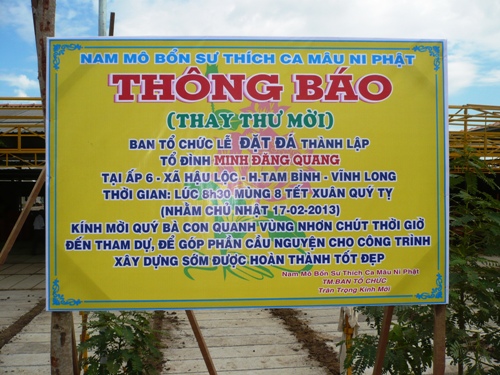 NAM MÔ BỔN SƯ THÍCH CA MÂU NI PHẬT
THÔNG BÁO
(THAY THƯ MỜI)
BAN TỔ CHỨC LỄ ĐẶT ĐÁ THÀNH LẬP
TỔ ĐÌNH MINH ĐĂNG QUANG
TẠI ẤP 6 - XÃ HẬU LỘC - H.TAM BÌNH - VĨNH LONG
THỜI GIAN: LÚC 8h30 MÙNG 8 TẾT XUÂN QUÝ TỴ
(NHẰM CHỦ NHẬT 17-02-2013)
KÍNH MỜI QUÝ BÀ CON QUANH VÙNG NHƠN CHÚT THỜI GIỜ
ĐẾN THAM DỰ, ĐỂ GÓP PHẦN CẦU NGUYỆN CHO CÔNG TRÌNH
XÂY DỰNG SỚM ĐƯỢC HOÀN THÀNH TỐT ĐẸP
Nam Mô Bổn Sư Thích Ca Mâu Ni Phật
TM.BAN TỔ CHỨC
Trân Trọng Kính Mời